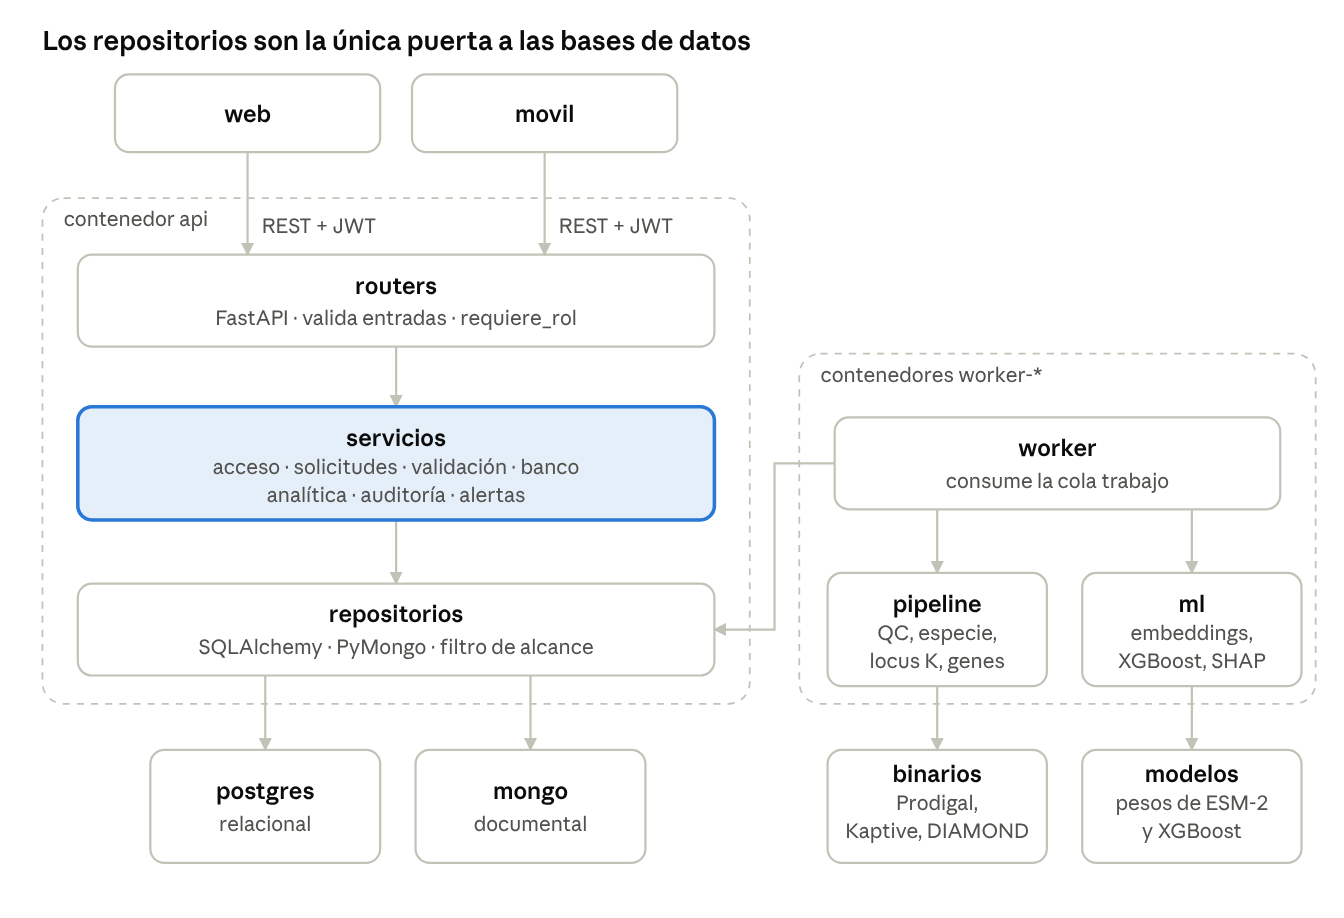 Los repositorios son la única puerta a las bases de datos
web
movil
contenedor api
REST + JWT
REST + JWT
routers
FastAPI · valida entradas · requiere_rol
servicios
acceso · solicitudes · validación · banco
analítica · auditoría · alertas
repositorios
SQLAlchemy · PyMongo · filtro de alcance
postgres
relacional
mongo
documental
contenedores worker-*
worker
consume la cola trabajo
pipeline
QC, especie,
locus K, genes
ml
embeddings,
XGBoost, SHAP
binarios
Prodigal,
Kaptive, DIAMOND
modelos
pesos de ESM-2
y XGBoost